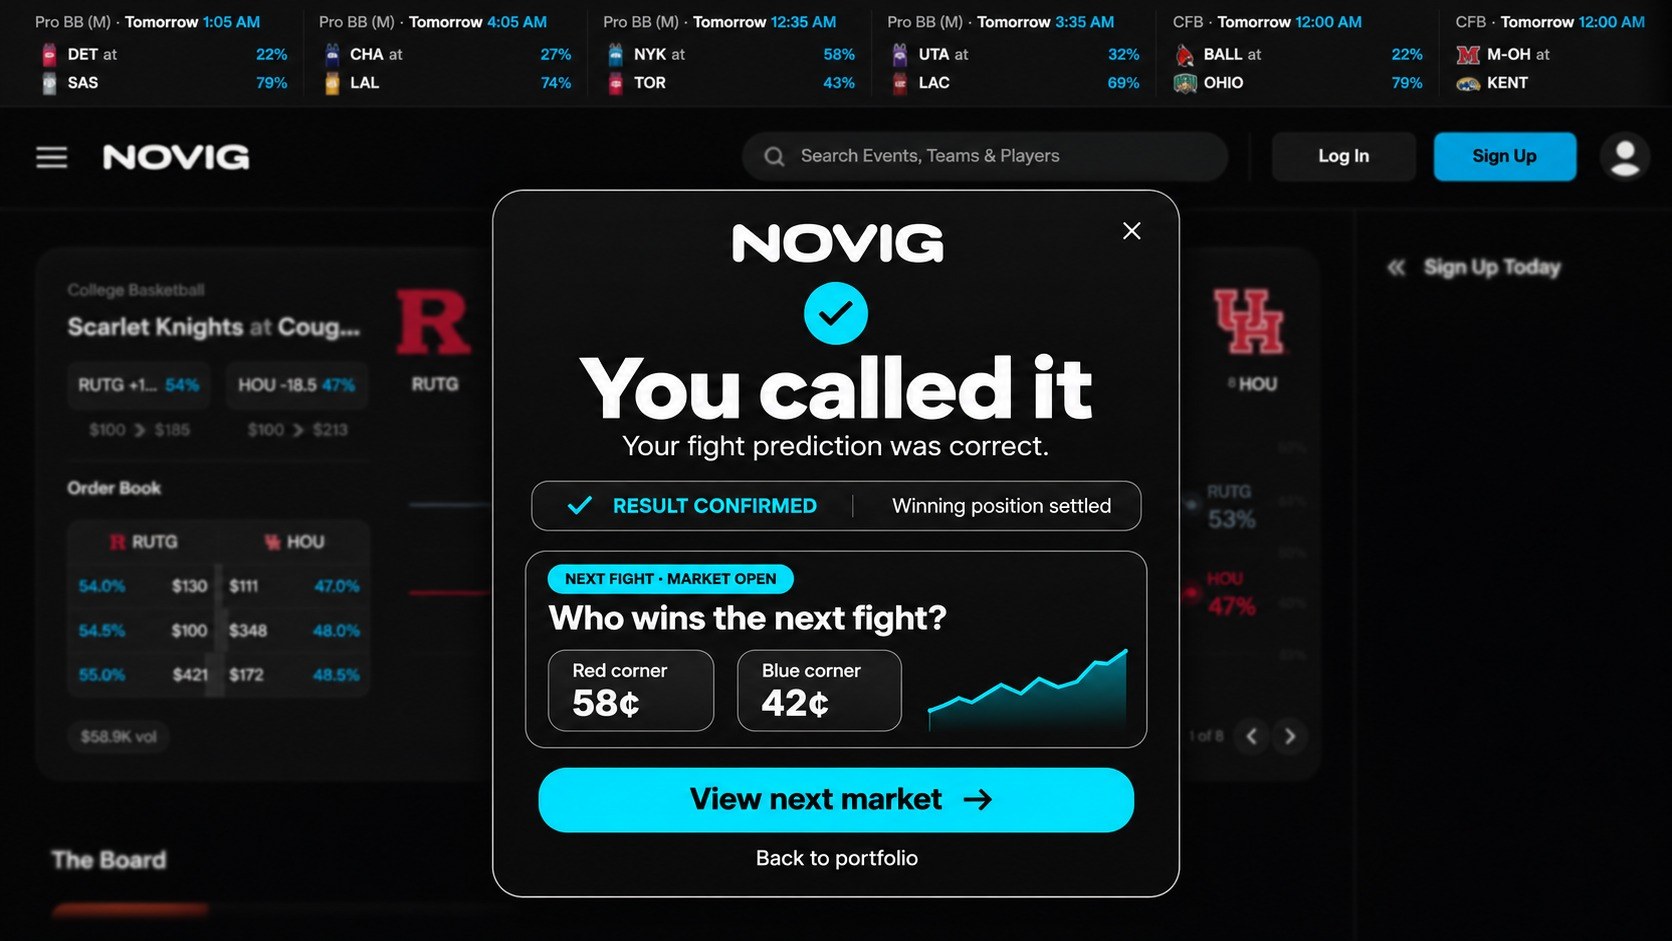 Pro BB (M) · Tomorrow 1:05 AM
DET at 22%
SAS 79%
Pro BB (M) · Tomorrow 4:05 AM
CHA at 27%
LAL 74%
Pro BB (M) · Tomorrow 12:35 AM
NYK at 58%
TOR 43%
Pro BB (M) · Tomorrow 3:35 AM
UTA at 32%
LAC 69%
CFB · Tomorrow 12:00 AM
BALL at 22%
OHIO 79%
CFB · Tomorrow 12:00 AM
M-OH at
KENT
NOVIG
Search Events, Teams & Players
Log In
Sign Up
College Basketball
Scarlet Knights at Coug...
RUTG +1... 54%
HOU -18.5 47%
$100 > $185
$100 > $213
R
RUTG
Order Book
RUTG HOU
54.0% $130 $111 47.0%
54.5% $100 $348 48.0%
55.0% $421 $172 48.5%
$58.9K vol
The Board
NOVIG
You called it
Your fight prediction was correct.
RESULT CONFIRMED | Winning position settled
NEXT FIGHT · MARKET OPEN
Who wins the next fight?
Red corner
58¢
Blue corner
42¢
View next market →
Back to portfolio
UH
8 HOU
RUTG
53%
HOU
47%
1 of 8
Sign Up Today